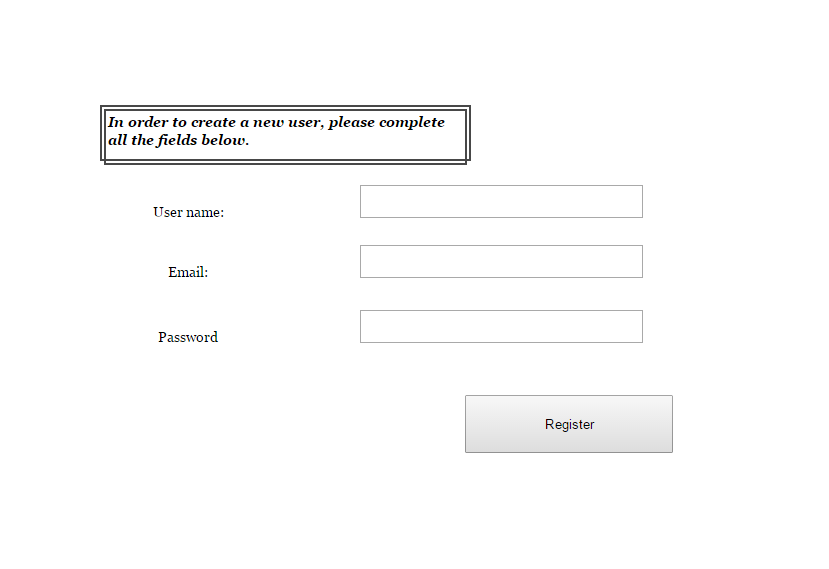 In order to create a new user, please complete
all the fields below.
User name:
Email:
Password
Register